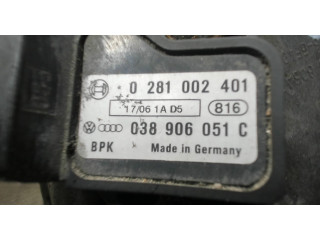 0 281 002 401
17/06 1A D5 816
038 906 051 C
BPK Made in Germany